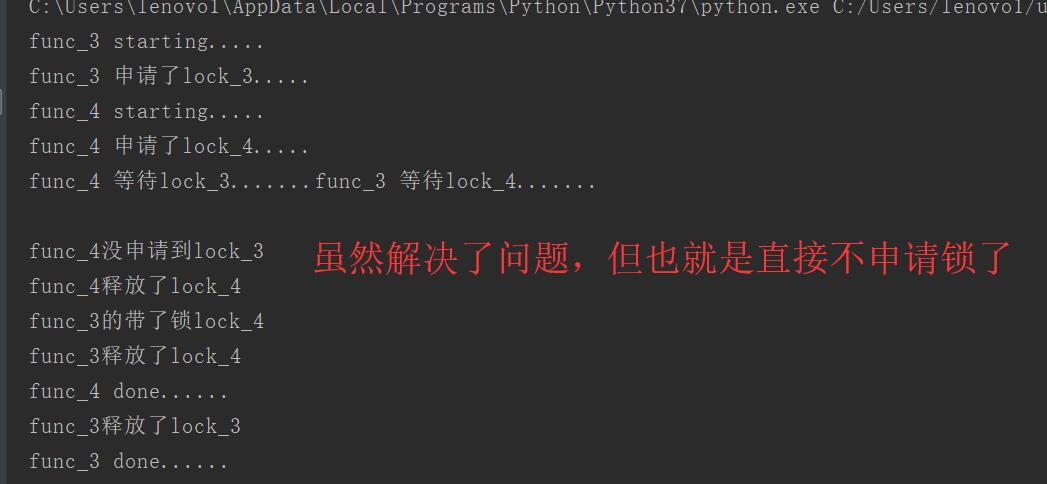 C:\Users\lenovo1\AppData\Local\Programs\Python\Python37\python.exe C:/Users/lenovo1/u
func_3 starting.....
func_3 申请了lock_3.....
func_4 starting.....
func_4 申请了lock_4.....
func_4 等待lock_3.......func_3 等待lock_4.......
func_4没申请到lock_3
虽然解决了问题，但也就是直接不申请锁了
func_4释放了lock_4
func_3的带了锁lock_4
func_3释放了lock_4
func_4 done......
func_3释放了lock_3
func_3 done......